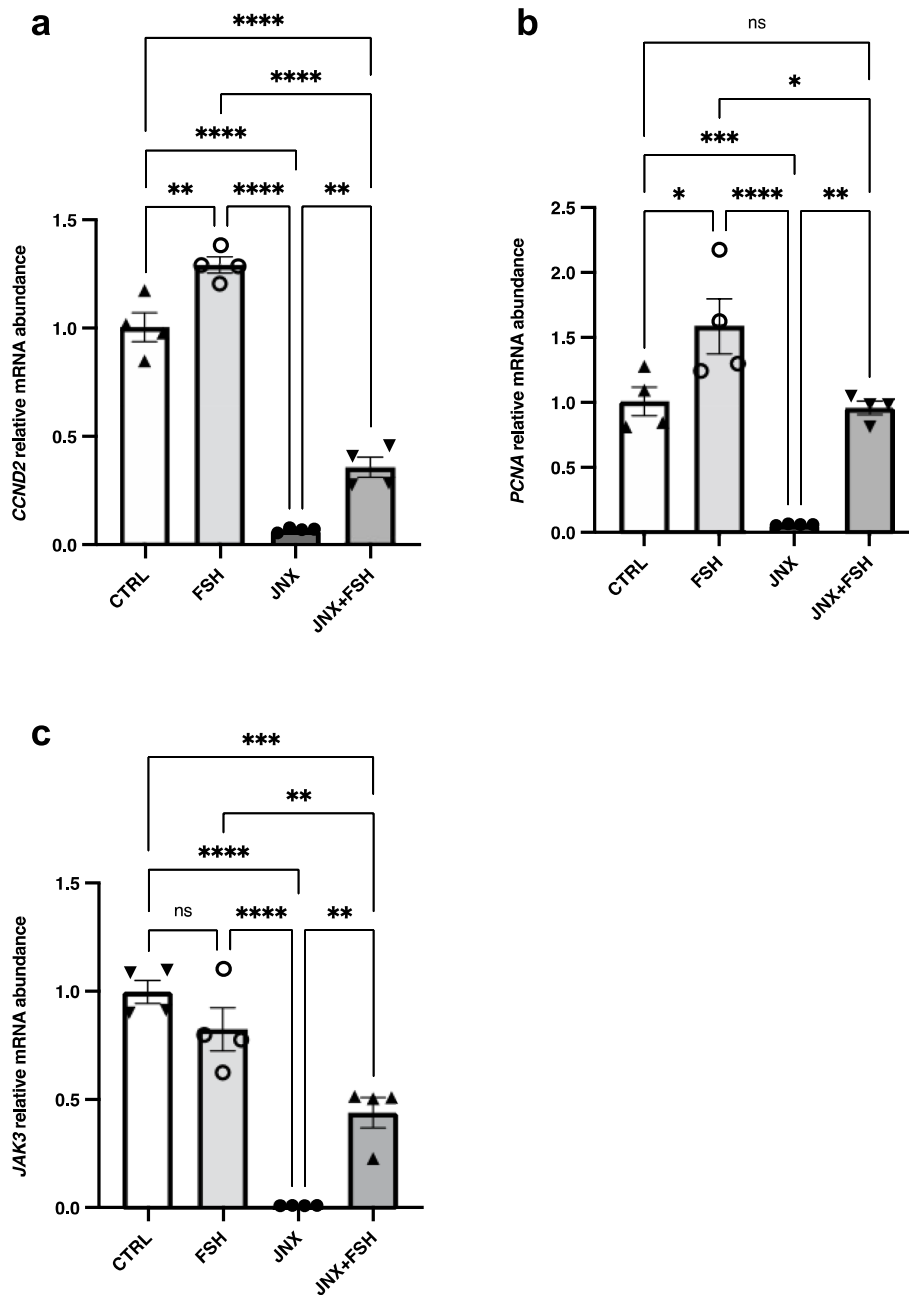 a
****
****
****
** **** **
CCND2 relative mRNA abundance
1.5
1.0
0.5
0.0
CTRL
FSH
JNX
JNX+FSH
b
ns
*
***
* **** **
PCNA relative mRNA abundance
2.5
2.0
1.5
1.0
0.5
0.0
CTRL
FSH
JNX
JNX+FSH
c
***
**
****
ns **** **
JAK3 relative mRNA abundance
1.5
1.0
0.5
0.0
CTRL
FSH
JNX
JNX+FSH